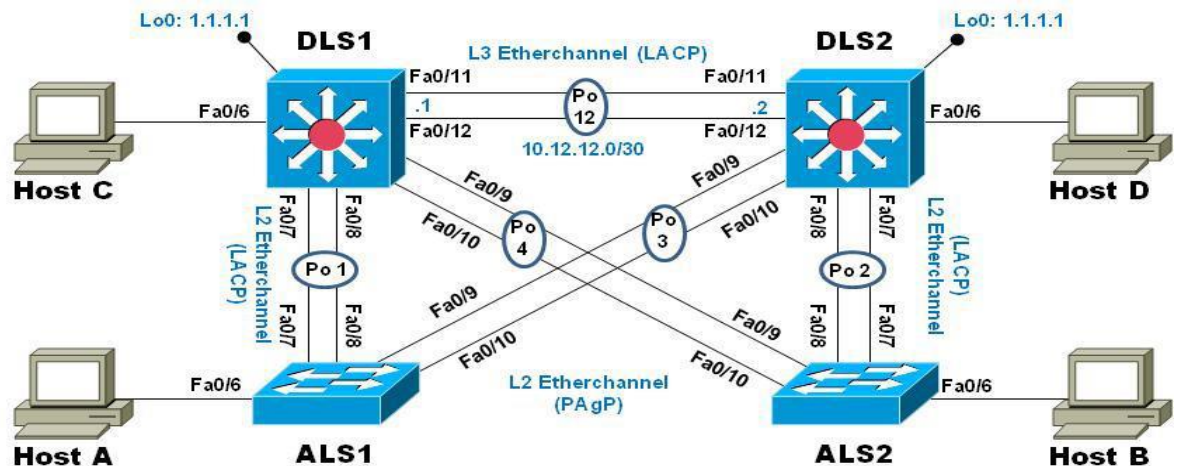 Lo0: 1.1.1.1
Lo0: 1.1.1.1
DLS1
DLS2
L3 Etherchannel (LACP)
Fa0/11
Fa0/11
Fa0/6
.1
Po
12
.2
Fa0/6
Fa0/12
Fa0/12
10.12.12.0/30
Host C
Host D
Fa0/9
Fa0/9
Fa0/10
Fa0/10
Fa0/7
Fa0/8
Fa0/8
Fa0/7
L2 Etherchannel
(LACP)
Po
4
Po
3
L2 Etherchannel
(LACP)
Po 1
Po 2
Fa0/7
Fa0/8
Fa0/9
Fa0/10
Fa0/9
Fa0/10
Fa0/8
Fa0/7
Fa0/6
L2 Etherchannel
(PAgP)
Fa0/6
Host A
ALS1
ALS2
Host B